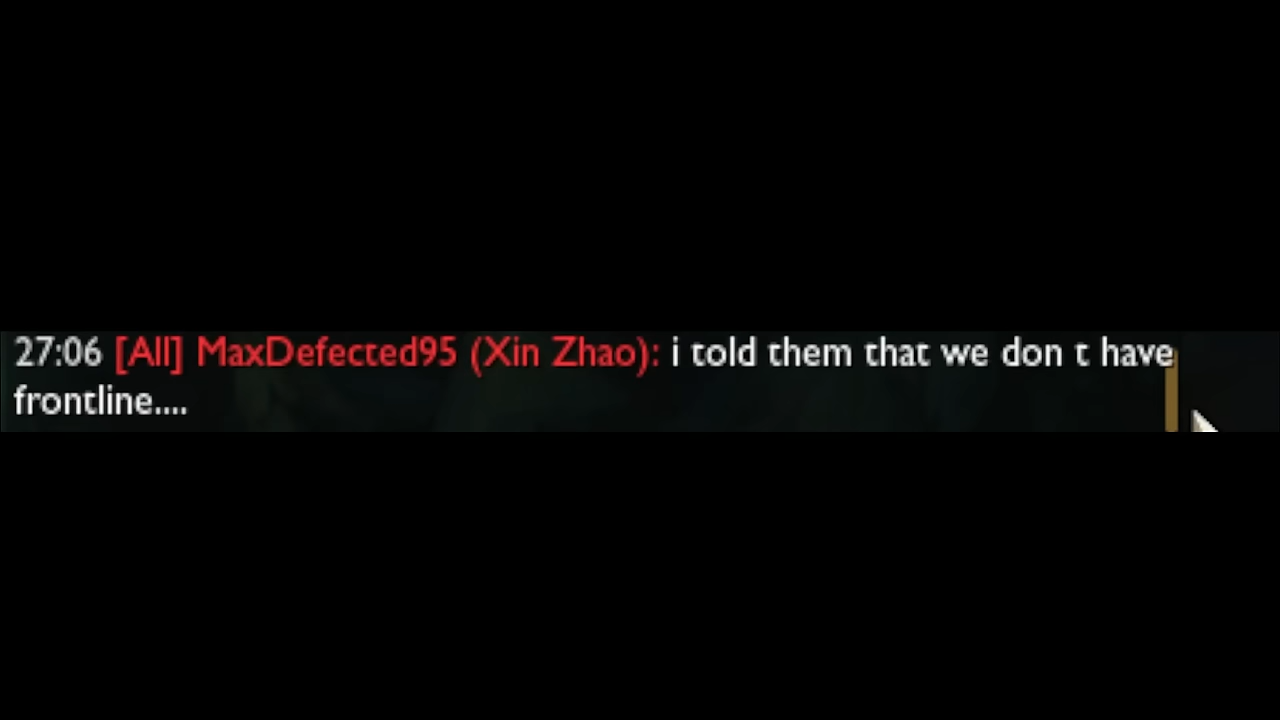 27:06 [All] MaxDefected95 (Xin Zhao): i told them that we don t have
frontline....